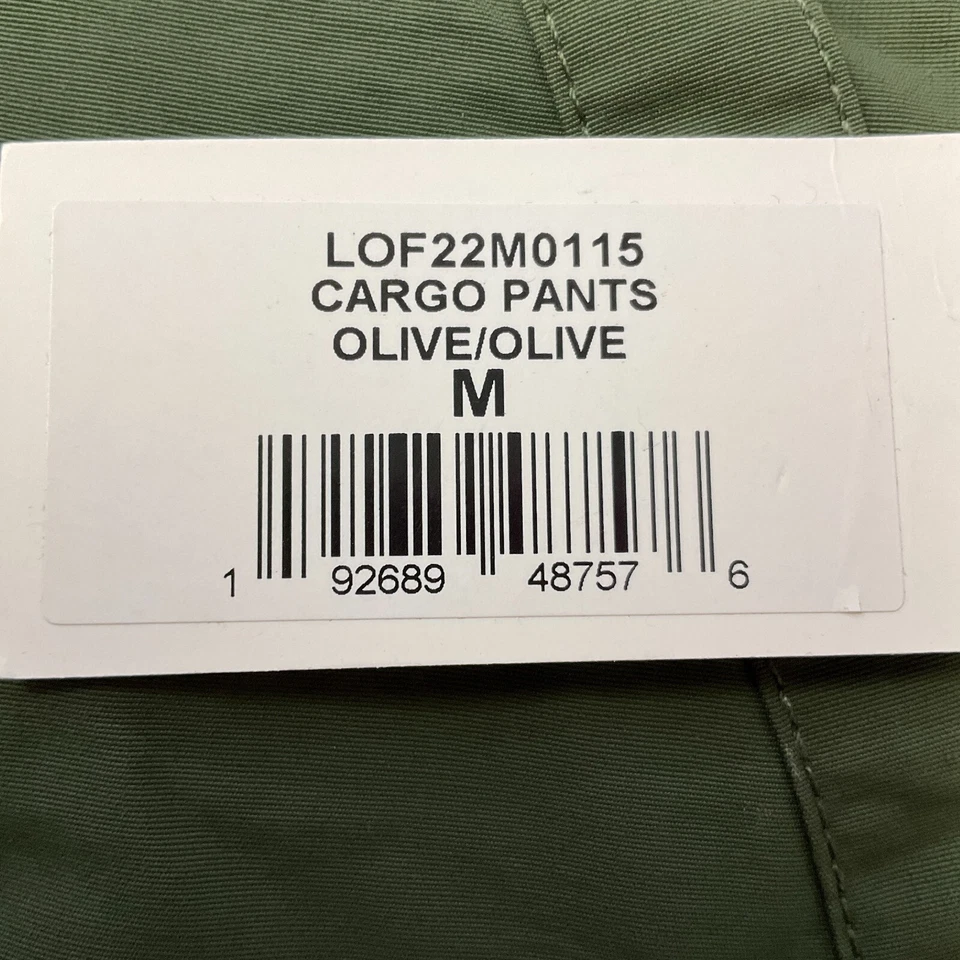 LOF22M0115
CARGO PANTS
OLIVE/OLIVE
M
1 92689 48757 6